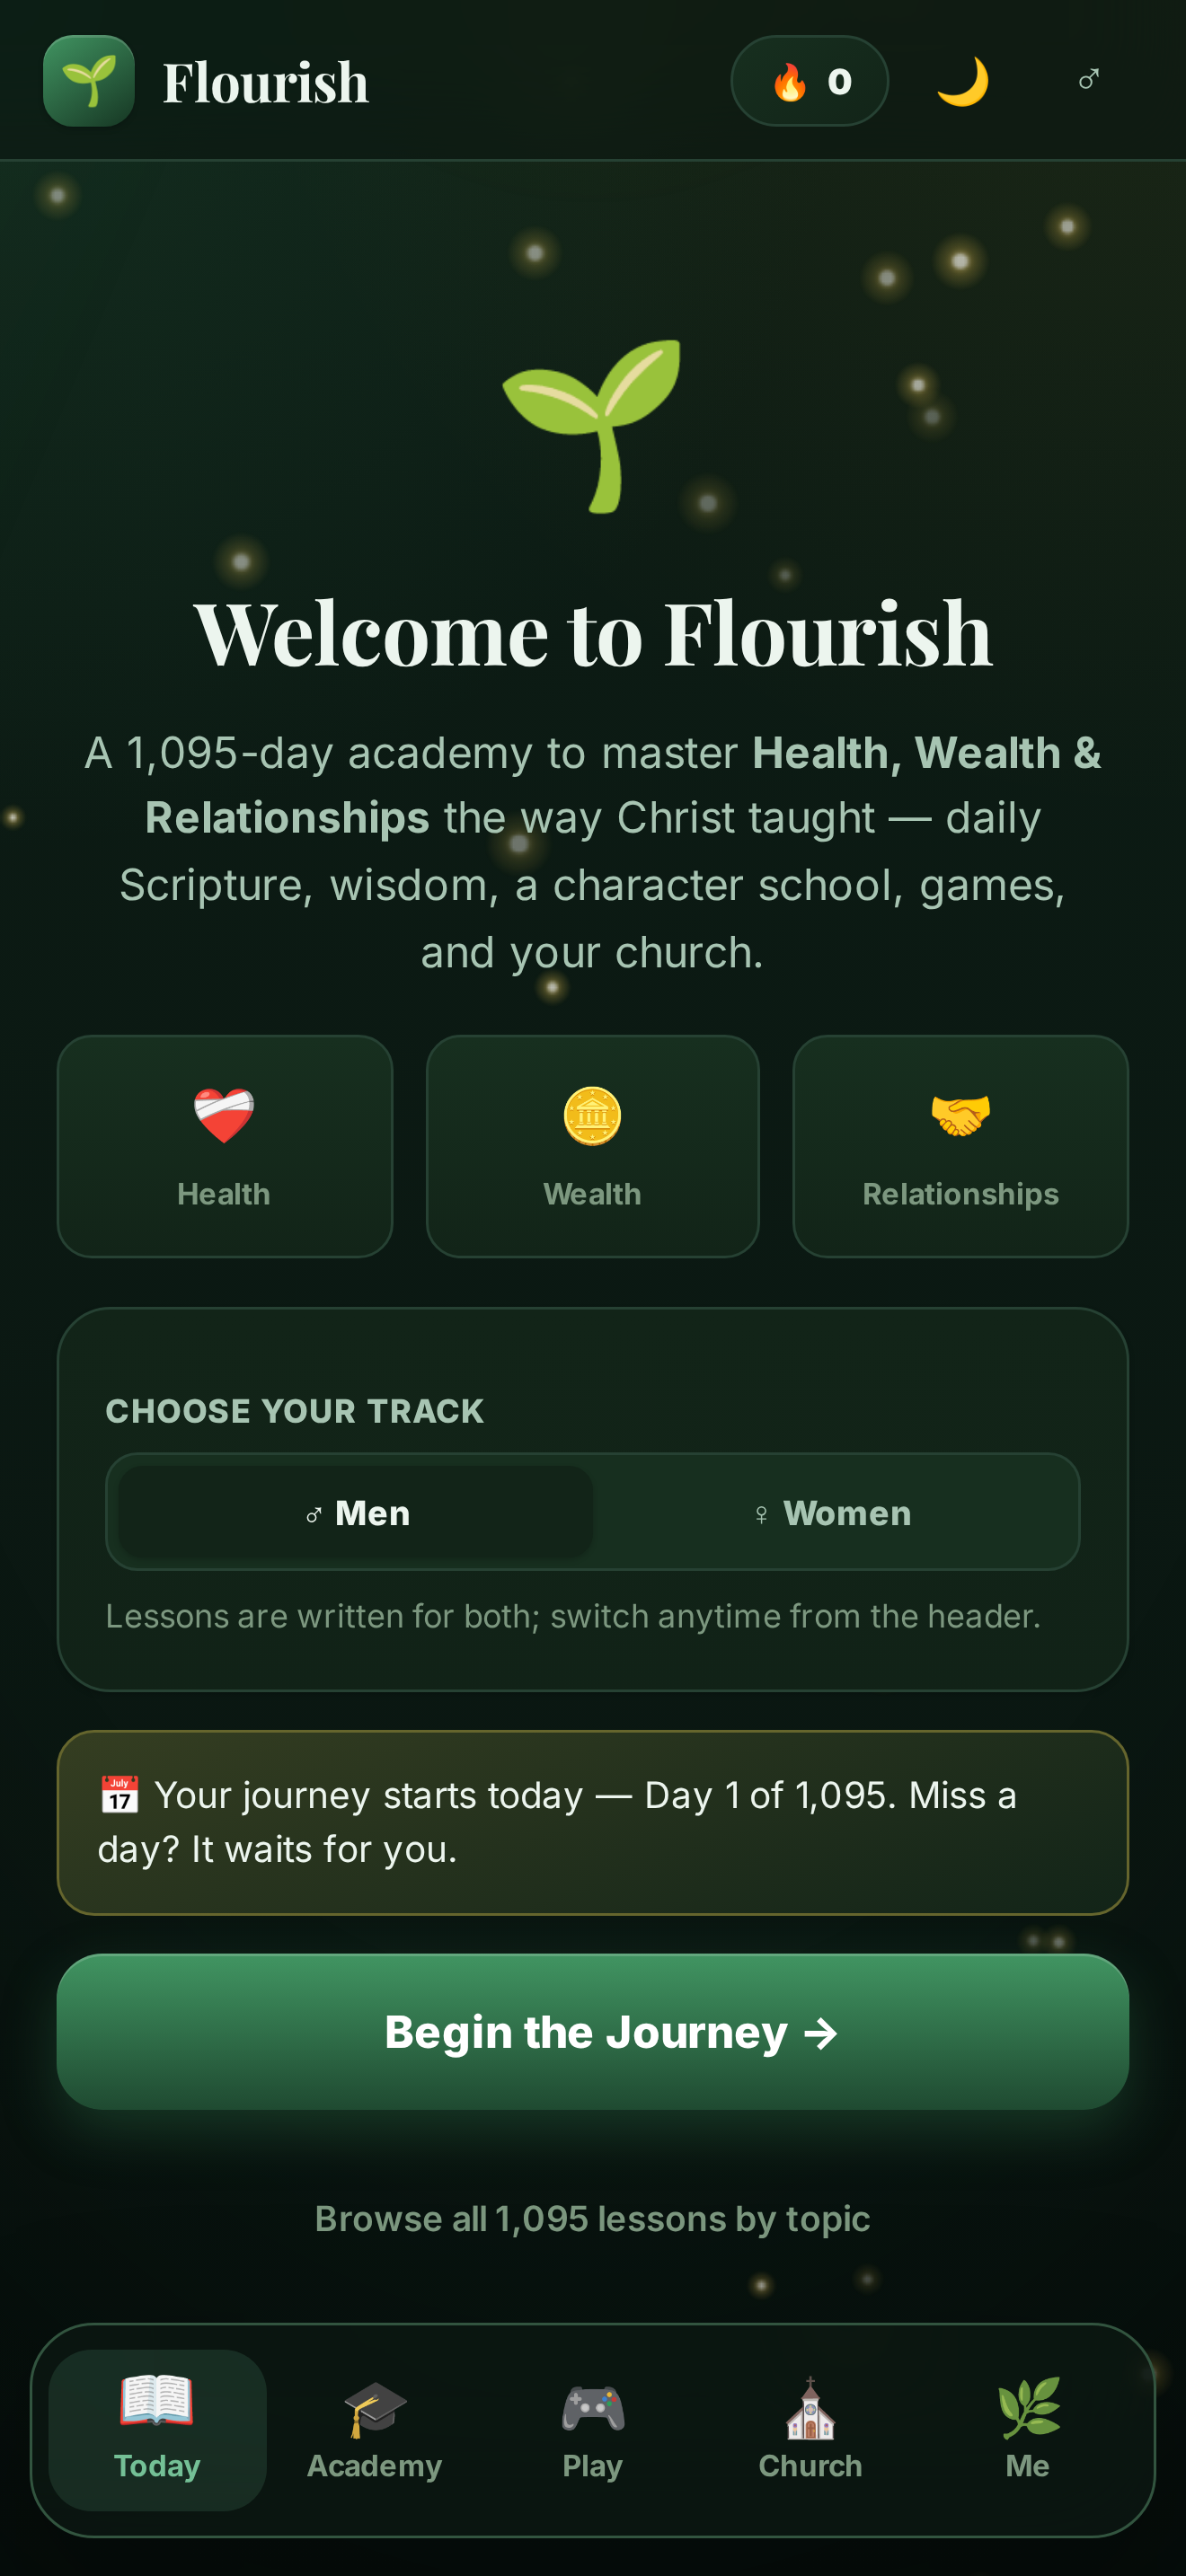 Flourish
0
Welcome to Flourish
A 1,095-day academy to master Health, Wealth &
Relationships the way Christ taught — daily
Scripture, wisdom, a character school, games,
and your church.
Health
Wealth
Relationships
CHOOSE YOUR TRACK
♂ Men
♀ Women
Lessons are written for both; switch anytime from the header.
July 17 Your journey starts today — Day 1 of 1,095. Miss a
day? It waits for you.
Begin the Journey →
Browse all 1,095 lessons by topic
Today
Academy
Play
Church
Me